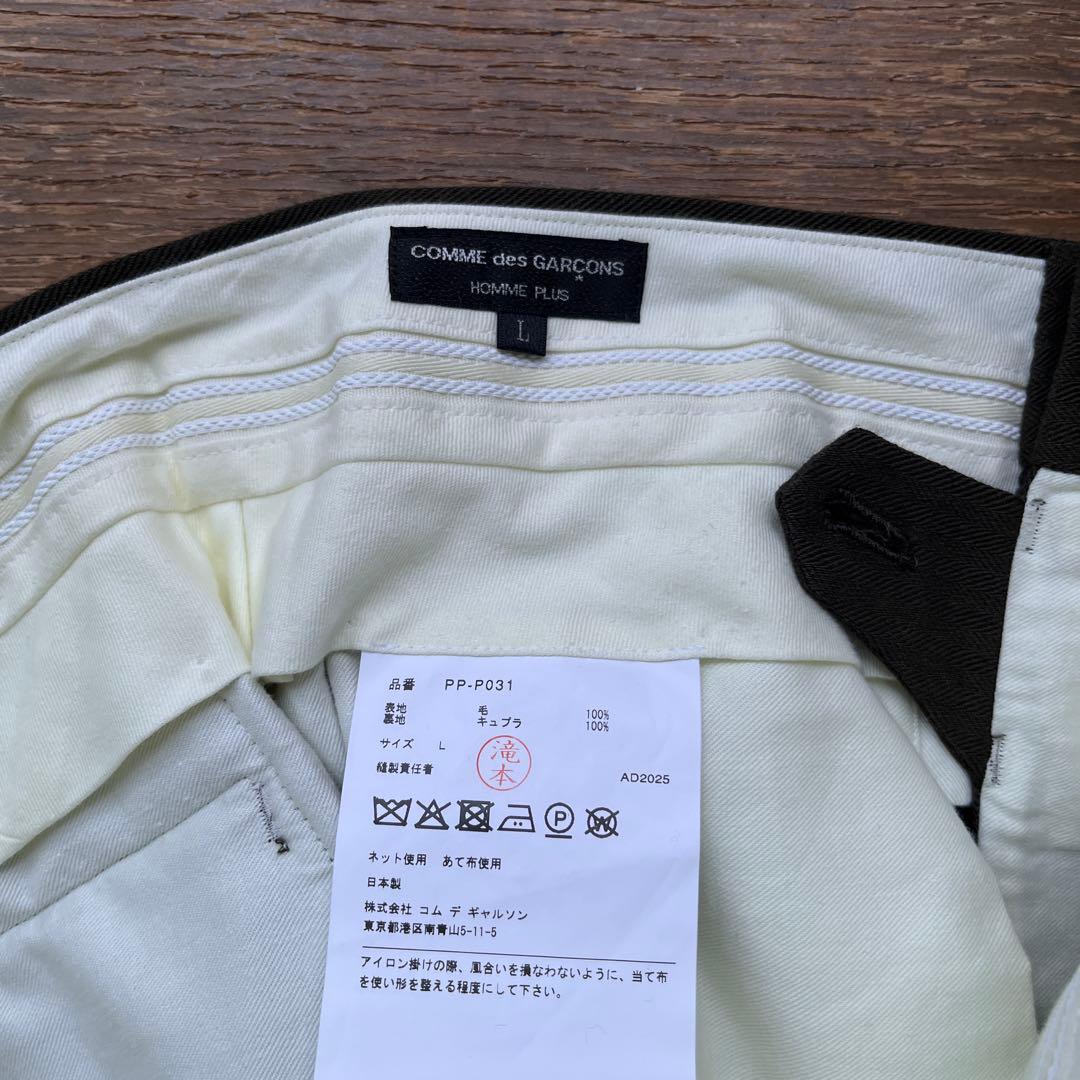 COMME des GARÇONS
HOMME PLUS
L
品番 PP-P031
表地 毛 100%
裏地 キュプラ 100%
サイズ L
縫製責任者 滝本 AD2025
P W
ネット使用 あて布使用
日本製
株式会社 コム デ ギャルソン
東京都港区南青山5-11-5
アイロン掛けの際、風合いを損なわないように、当て布
を使い形を整える程度にして下さい。